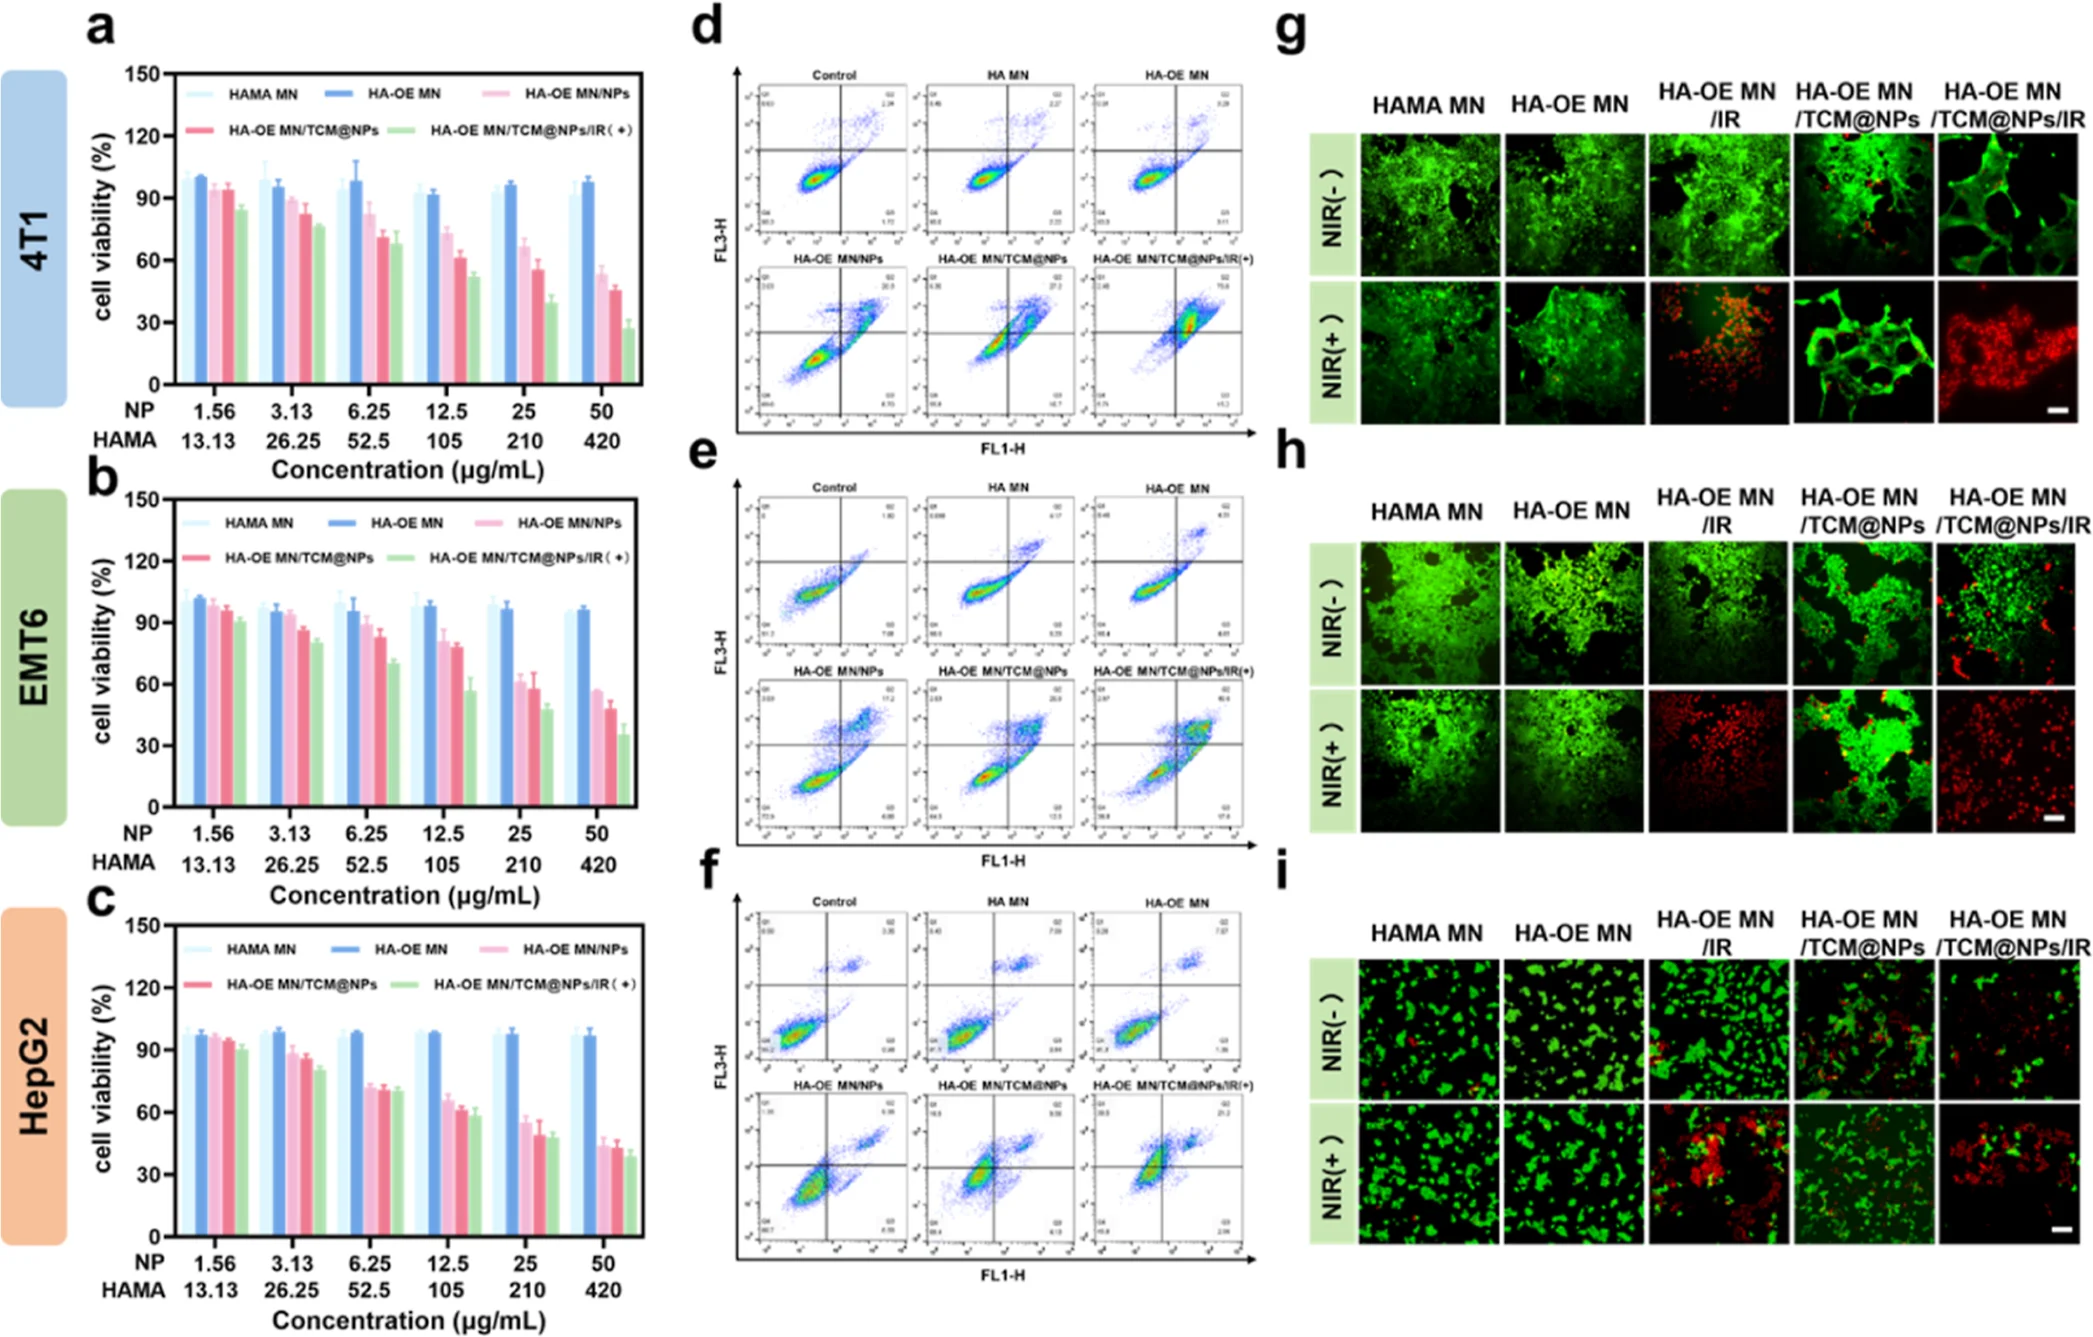 a
4T1
150
120
90
60
30
0
cell viability (%)
HAMA MN
HA-OE MN
HA-OE MN/NPs
HA-OE MN/TCM@NPs
HA-OE MN/TCM@NPs/IR( + )
NP 1.56 3.13 6.25 12.5 25 50
HAMA 13.13 26.25 52.5 105 210 420
Concentration (μg/mL)
b
EMT6
150
120
90
60
30
0
cell viability (%)
HAMA MN
HA-OE MN
HA-OE MN/NPs
HA-OE MN/TCM@NPs
HA-OE MN/TCM@NPs/IR( + )
NP 1.56 3.13 6.25 12.5 25 50
HAMA 13.13 26.25 52.5 105 210 420
Concentration (μg/mL)
c
HepG2
150
120
90
60
30
0
cell viability (%)
HAMA MN
HA-OE MN
HA-OE MN/NPs
HA-OE MN/TCM@NPs
HA-OE MN/TCM@NPs/IR( + )
NP 1.56 3.13 6.25 12.5 25 50
HAMA 13.13 26.25 52.5 105 210 420
Concentration (μg/mL)
d
Control
HA MN
HA-OE MN
HA-OE MN/NPs
HA-OE MN/TCM@NPs
HA-OE MN/TCM@NPs/IR(+)
FL3-H
FL1-H
e
Control
HA MN
HA-OE MN
HA-OE MN/NPs
HA-OE MN/TCM@NPs
HA-OE MN/TCM@NPs/IR(+)
FL3-H
FL1-H
f
Control
HA MN
HA-OE MN
HA-OE MN/NPs
HA-OE MN/TCM@NPs
HA-OE MN/TCM@NPs/IR(+)
FL3-H
FL1-H
g
HAMA MN
HA-OE MN
HA-OE MN
/IR
HA-OE MN
/TCM@NPs
HA-OE MN
/TCM@NPs/IR
NIR(- )
NIR(+ )
h
HAMA MN
HA-OE MN
HA-OE MN
/IR
HA-OE MN
/TCM@NPs
HA-OE MN
/TCM@NPs/IR
NIR(- )
NIR(+ )
i
HAMA MN
HA-OE MN
HA-OE MN
/IR
HA-OE MN
/TCM@NPs
HA-OE MN
/TCM@NPs/IR
NIR(- )
NIR(+ )